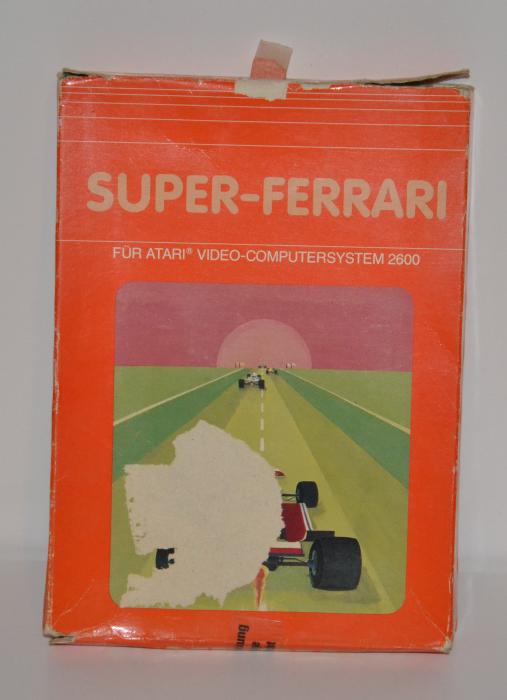 SUPER-FERRARI
FÜR ATARI® VIDEO-COMPUTERSYSTEM 2600